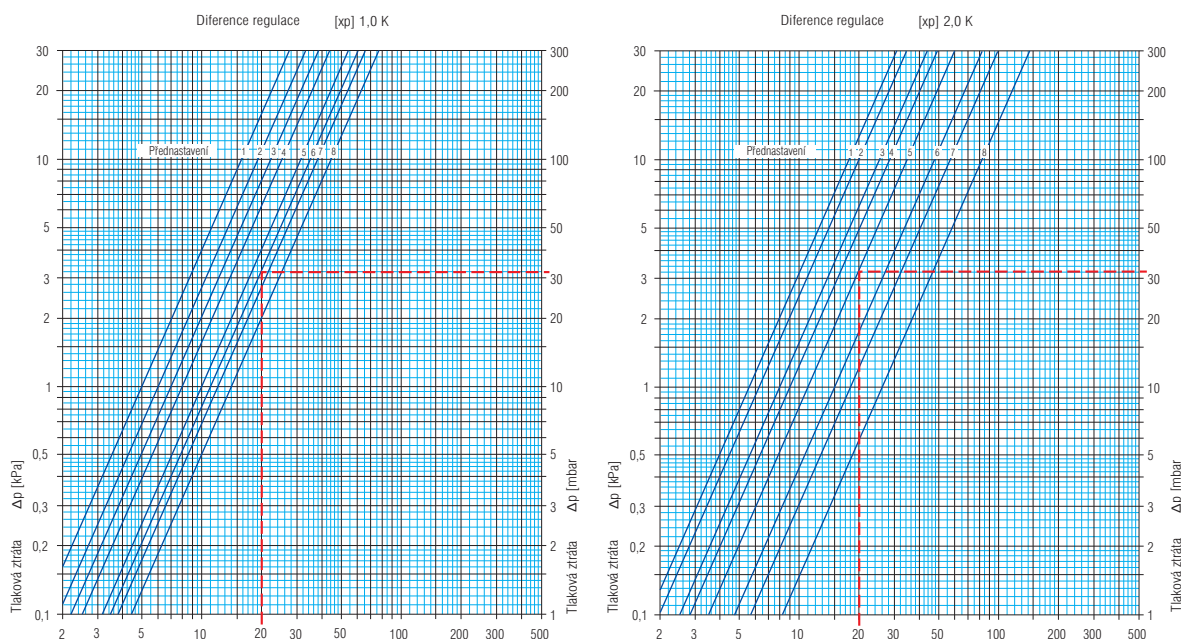 Diference regulace [xp] 1,0 K
30 300
20 200
Přednastavení 1 2 3 4 5 6 7 8
10 100
5 50
3 30
2 20
1 10
0,5 5
0,3 3
0,2 2
0,1 1
Tlaková ztráta Δp [kPa]
Tlaková ztráta Δp [mbar]
2 3 5 10 20 30 50 100 200 300 500
Diference regulace [xp] 2,0 K
30 300
20 200
Přednastavení 1 2 3 4 5 6 7 8
10 100
5 50
3 30
2 20
1 10
0,5 5
0,3 3
0,2 2
0,1 1
Tlaková ztráta Δp [kPa]
Tlaková ztráta Δp [mbar]
2 3 5 10 20 30 50 100 200 300 500